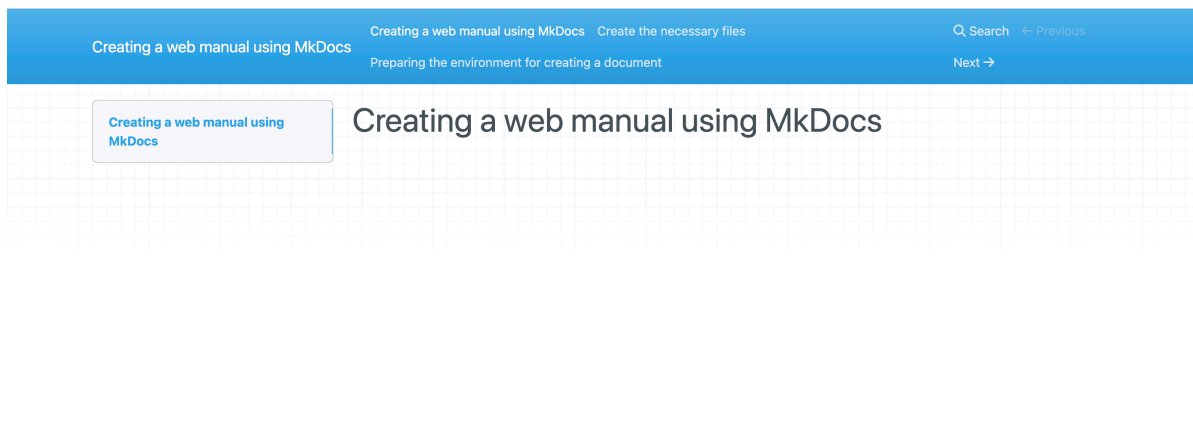 Creating a web manual using MkDocs
Creating a web manual using MkDocs Create the necessary files
Preparing the environment for creating a document
Search ← Previous
Next →
Creating a web manual using
MkDocs
Creating a web manual using MkDocs